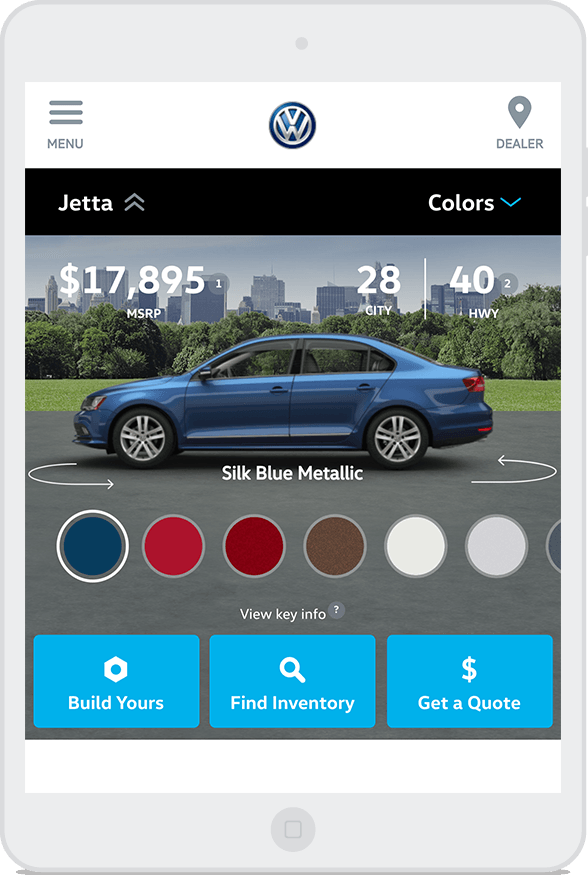 MENU
DEALER
Jetta
Colors
$17,895 1
MSRP
28
CITY
40 2
HWY
Silk Blue Metallic
View key info ?
Build Yours
Find Inventory
$
Get a Quote